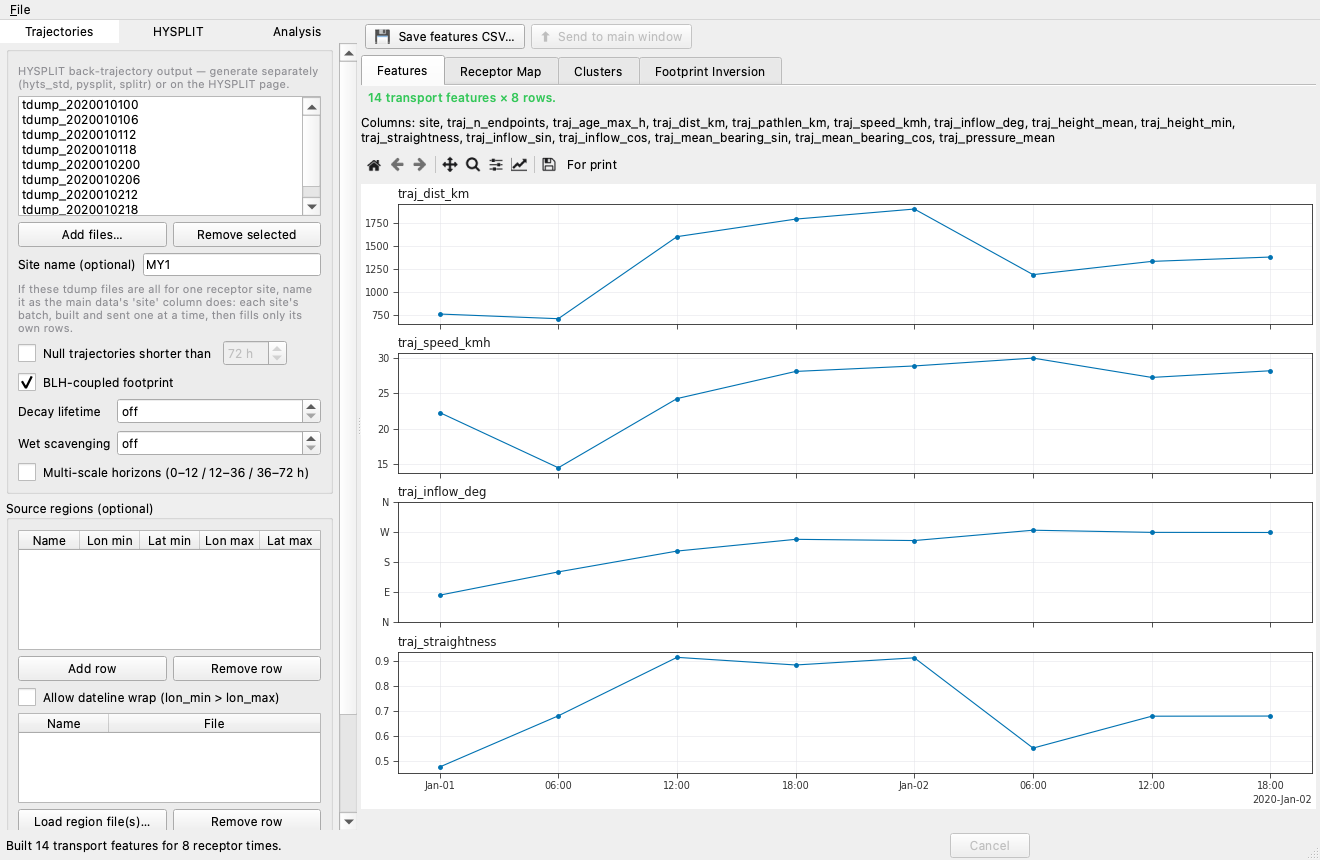 File
Trajectories HYSPLIT Analysis
HYSPLIT back-trajectory output — generate separately
(hyts_std, pysplit, splitr) or on the HYSPLIT page.
tdump_2020010100
tdump_2020010106
tdump_2020010112
tdump_2020010118
tdump_2020010200
tdump_2020010206
tdump_2020010212
tdump_2020010218
Add files... Remove selected
Site name (optional) MY1
If these tdump files are all for one receptor site, name
it as the main data's 'site' column does: each site's
batch, built and sent one at a time, then fills only its
own rows.
Null trajectories shorter than 72 h
BLH-coupled footprint
Decay lifetime off
Wet scavenging off
Multi-scale horizons (0–12 / 12–36 / 36–72 h)
Source regions (optional)
Name Lon min Lat min Lon max Lat max
Add row Remove row
Allow dateline wrap (lon_min > lon_max)
Name File
Load region file(s)... Remove row
Built 14 transport features for 8 receptor times.
Save features CSV... Send to main window
Features Receptor Map Clusters Footprint Inversion
14 transport features × 8 rows.
Columns: site, traj_n_endpoints, traj_age_max_h, traj_dist_km, traj_pathlen_km, traj_speed_kmh, traj_inflow_deg, traj_height_mean, traj_height_min,
traj_straightness, traj_inflow_sin, traj_inflow_cos, traj_mean_bearing_sin, traj_mean_bearing_cos, traj_pressure_mean
For print
traj_dist_km
1750
1500
1250
1000
750
traj_speed_kmh
30
25
20
15
traj_inflow_deg
N
W
S
E
N
traj_straightness
0.9
0.8
0.7
0.6
0.5
Jan-01 06:00 12:00 18:00 Jan-02 06:00 12:00 18:00
2020-Jan-02
Cancel